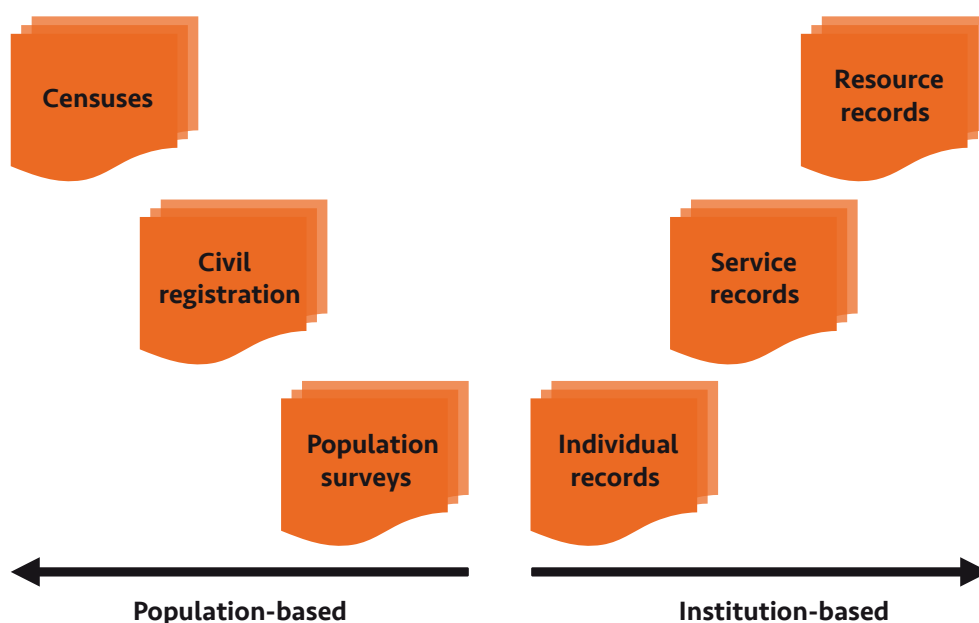 Censuses
Resource
records
Civil
registration
Service
records
Population
surveys
Individual
records
Population-based
Institution-based